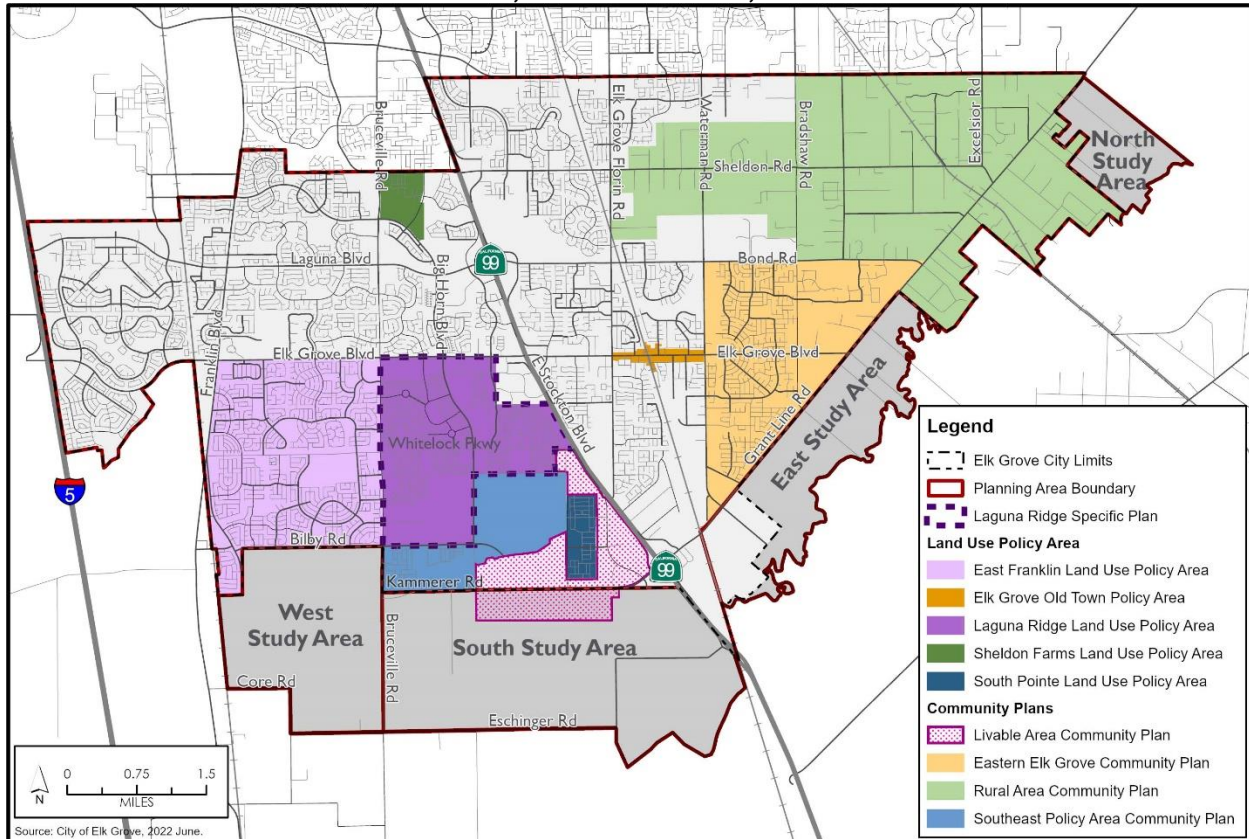 Bruceville Rd
Elk Grove Florin Rd
Waterman Rd
Bradshaw Rd
Excelsior Rd
North
Study
Area
Sheldon Rd
CALIFORNIA
99
Laguna Blvd
Big Horn Blvd
Bond Rd
Franklin Blvd
Elk Grove Blvd
E Stockton Blvd
Elk Grove Blvd
Grant Line Rd
East Study Area
Whitelock Pkwy
5
Bilby Rd
Kammerer Rd
99
West
Study Area
Bruceville Rd
South Study Area
Core Rd
Eschinger Rd
Legend
Elk Grove City Limits
Planning Area Boundary
Laguna Ridge Specific Plan
Land Use Policy Area
East Franklin Land Use Policy Area
Elk Grove Old Town Policy Area
Laguna Ridge Land Use Policy Area
Sheldon Farms Land Use Policy Area
South Pointe Land Use Policy Area
Community Plans
Livable Area Community Plan
Eastern Elk Grove Community Plan
Rural Area Community Plan
Southeast Policy Area Community Plan
N
0 0.75 1.5
MILES
Source: City of Elk Grove, 2022 June.